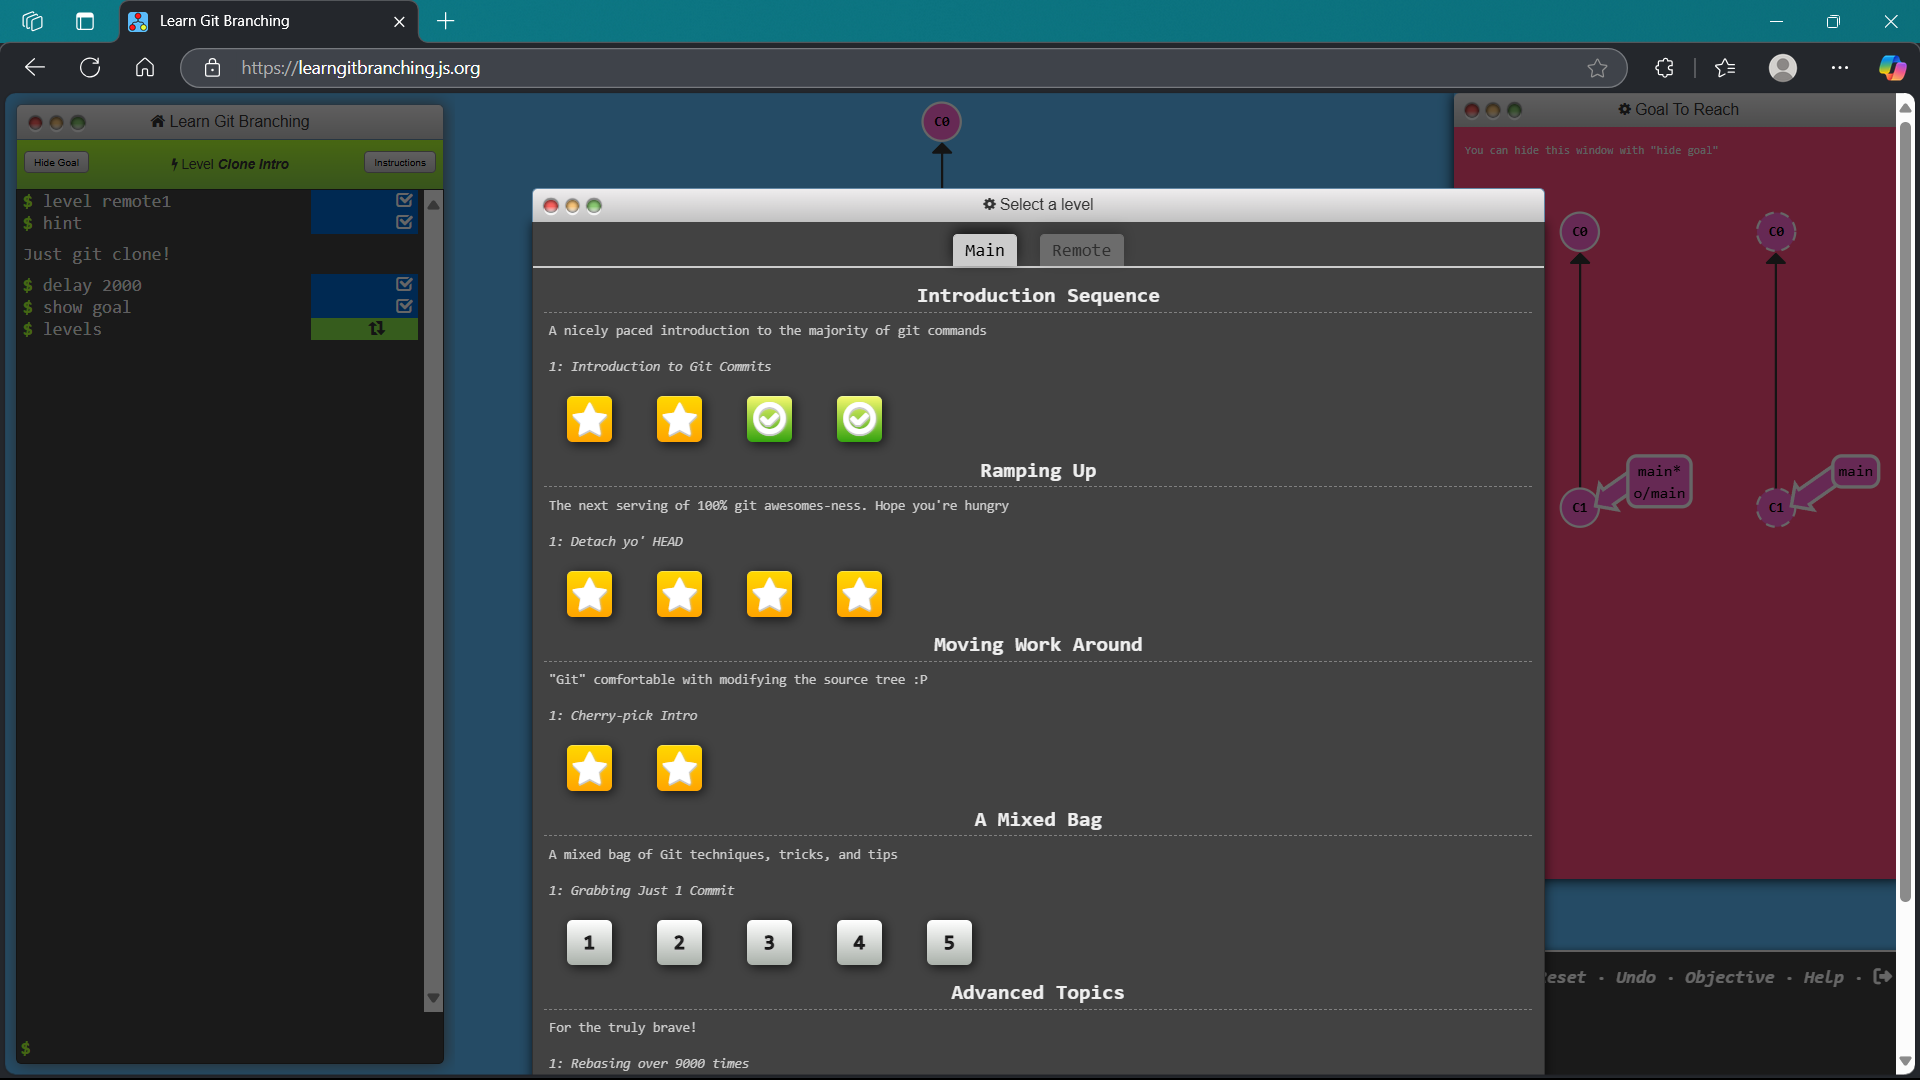 Learn Git Branching
https://learngitbranching.js.org
Learn Git Branching
Hide Goal
Level Clone Intro
Instructions
$ level remote1
$ hint
Just git clone!
$ delay 2000
$ show goal
$ levels
$
C0
Select a level
Main
Remote
Introduction Sequence
A nicely paced introduction to the majority of git commands
1: Introduction to Git Commits
Ramping Up
The next serving of 100% git awesomes-ness. Hope you're hungry
1: Detach yo' HEAD
Moving Work Around
"Git" comfortable with modifying the source tree :P
1: Cherry-pick Intro
A Mixed Bag
A mixed bag of Git techniques, tricks, and tips
1: Grabbing Just 1 Commit
1 2 3 4 5
Advanced Topics
For the truly brave!
1: Rebasing over 9000 times
Goal To Reach
You can hide this window with "hide goal"
C0
C0
main*
o/main
main
C1
C1
eset · Undo · Objective · Help ·